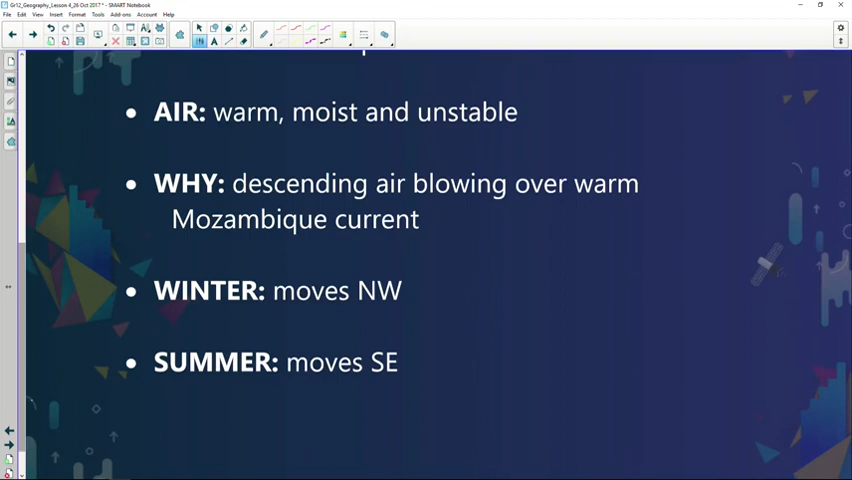 Gr12_Geography_Lesson 4_26 Oct 2017 * - SMART Notebook
File Edit View Insert Format Tools Add-ons Account Help
• AIR: warm, moist and unstable
• WHY: descending air blowing over warm
Mozambique current
• WINTER: moves NW
• SUMMER: moves SE